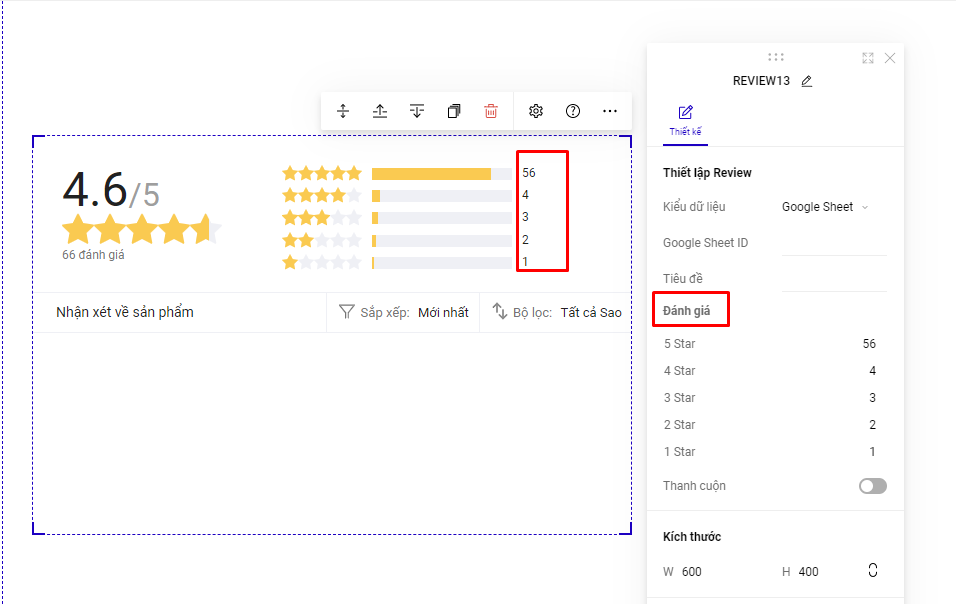 4.6/5
66 đánh giá
56
4
3
2
1
Nhận xét về sản phẩm
Sắp xếp: Mới nhất
Bộ lọc: Tất cả Sao
REVIEW13
Thiết kế
Thiết lập Review
Kiểu dữ liệu Google Sheet
Google Sheet ID
Tiêu đề
Đánh giá
5 Star 56
4 Star 4
3 Star 3
2 Star 2
1 Star 1
Thanh cuộn
Kích thước
W 600 H 400